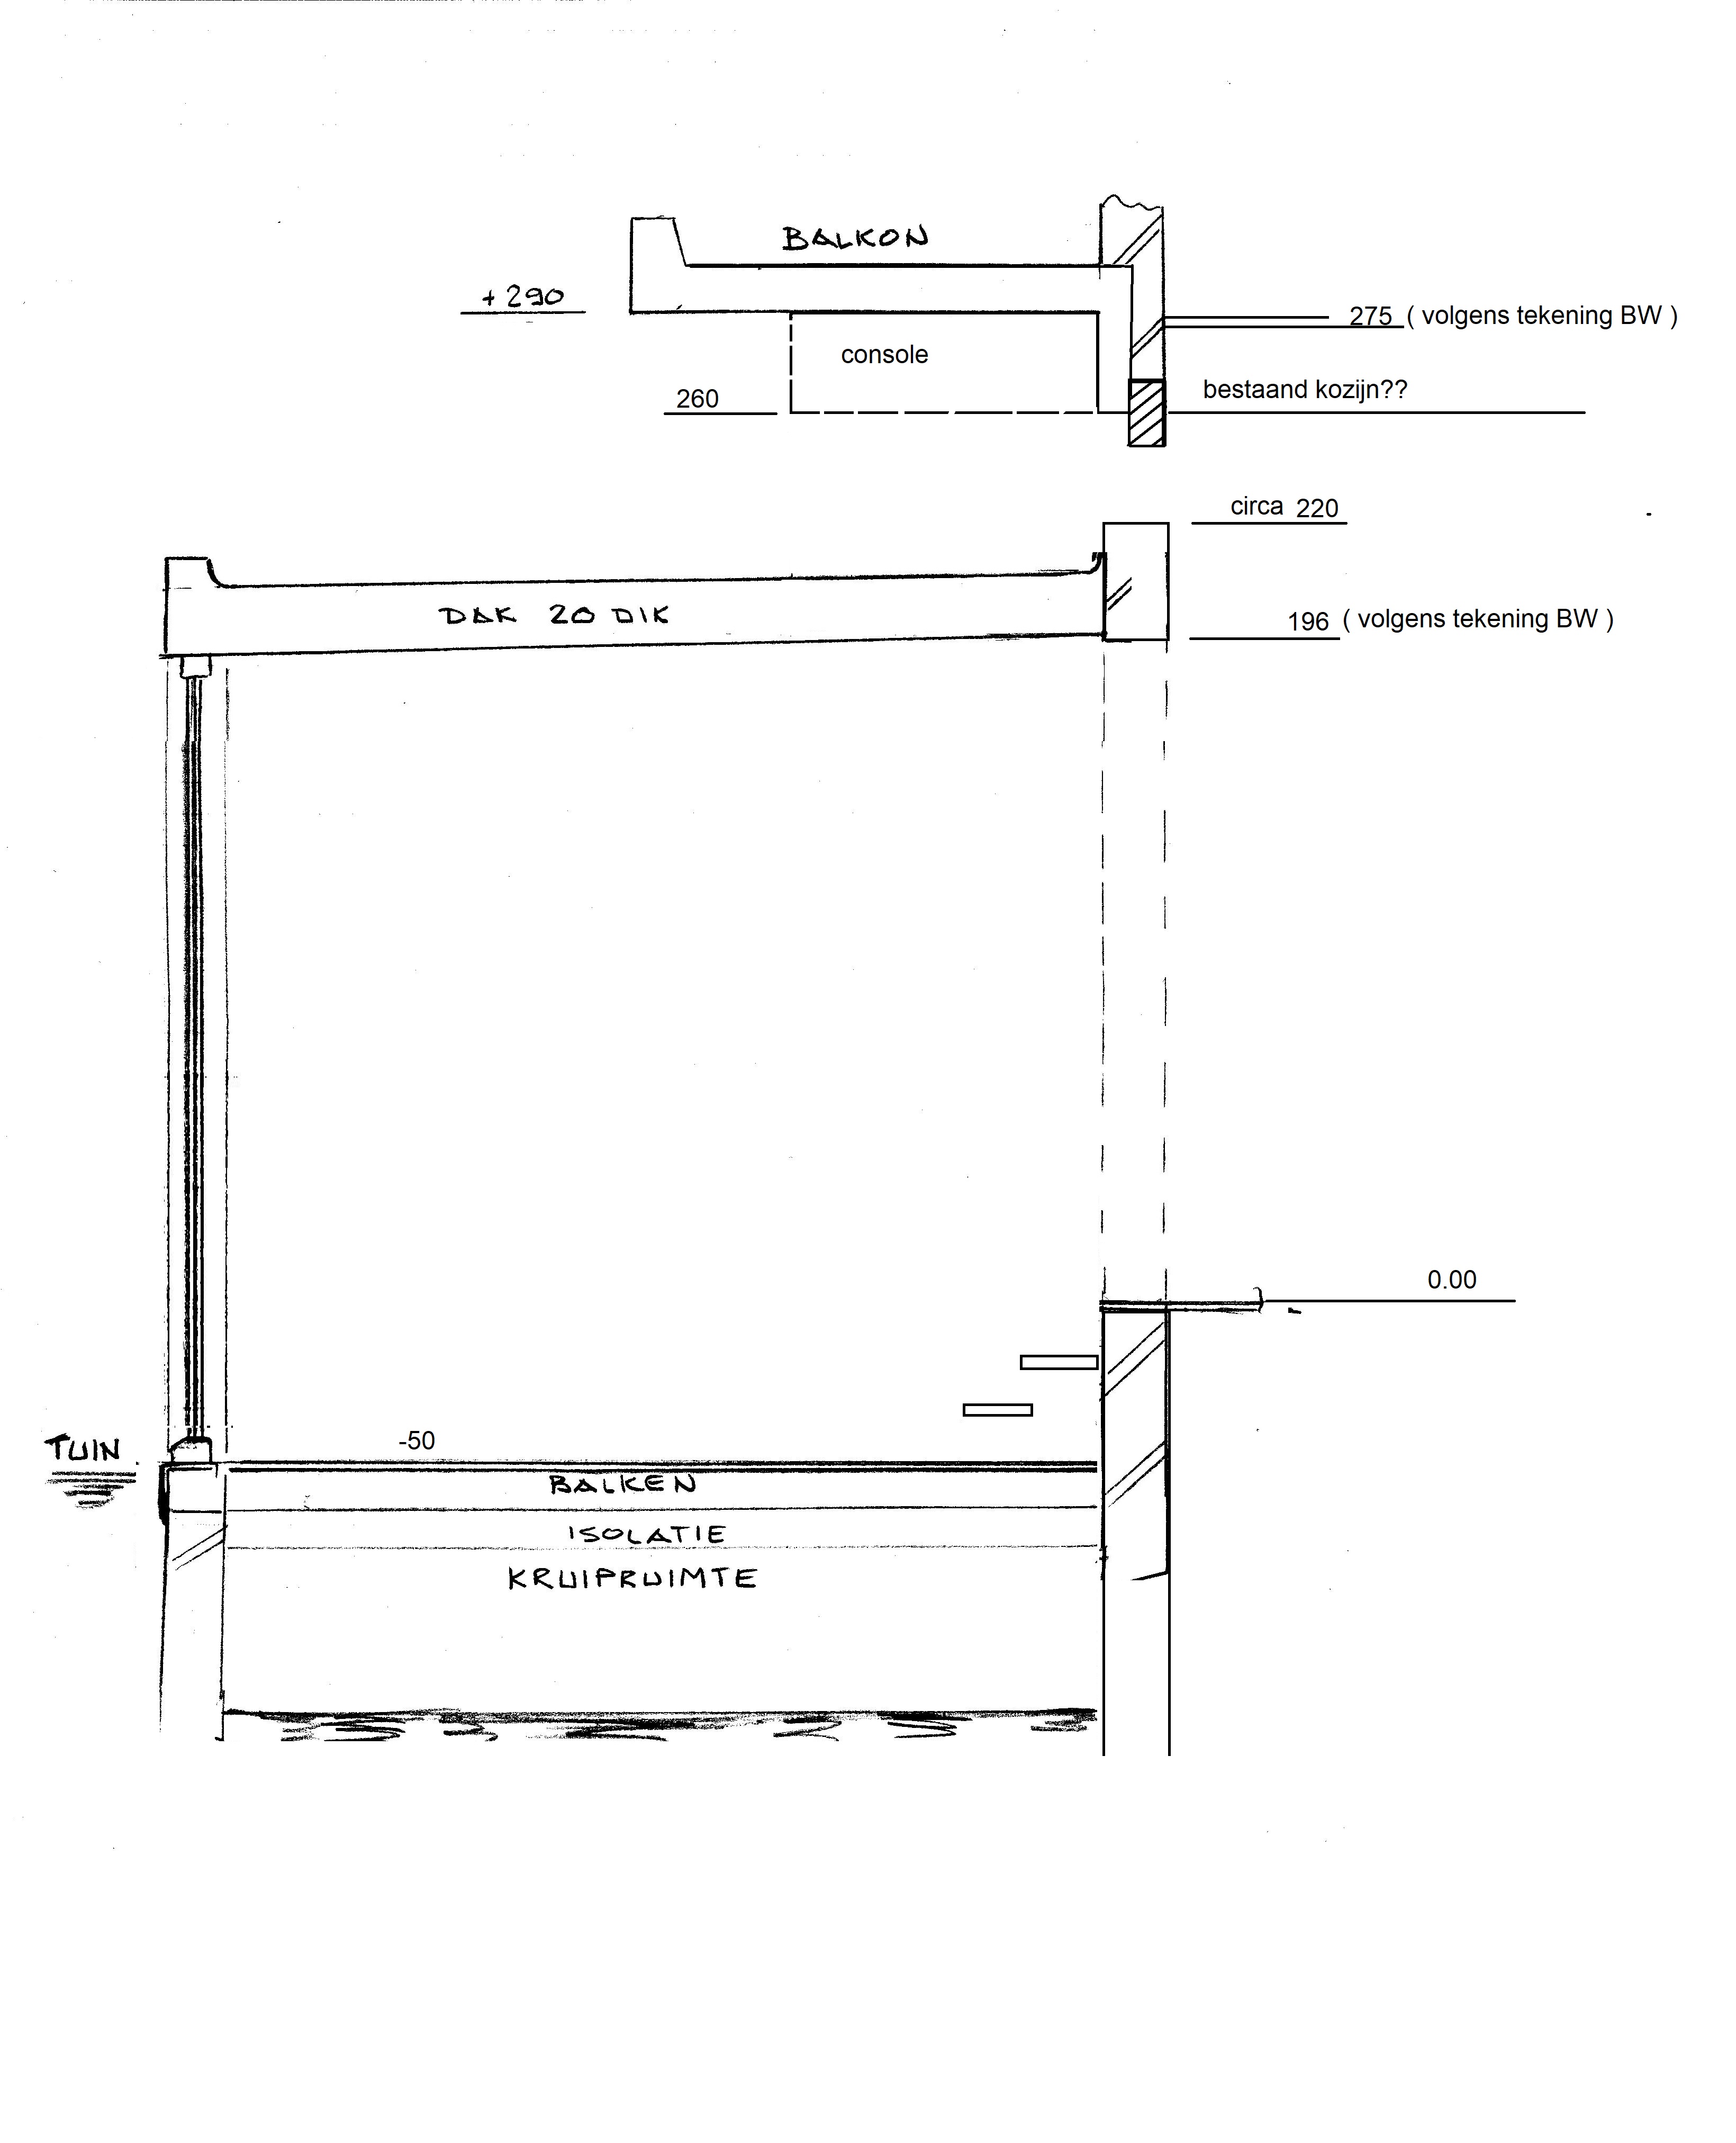 BALKON
+290
275 ( volgens tekening BW )
console
bestaand kozijn??
260
circa 220
DAK 20 DIK
196 ( volgens tekening BW )
0.00
-50
TUIN
BALKEN
ISOLATIE
KRUIPRUIMTE